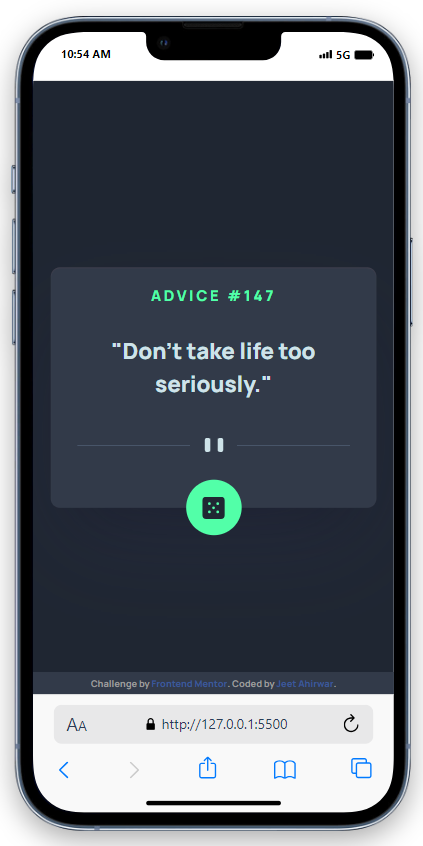 10:54 AM 5G
ADVICE #147
"Don't take life too
seriously."
Challenge by Frontend Mentor. Coded by Jeet Ahirwar.
AA http://127.0.0.1:5500